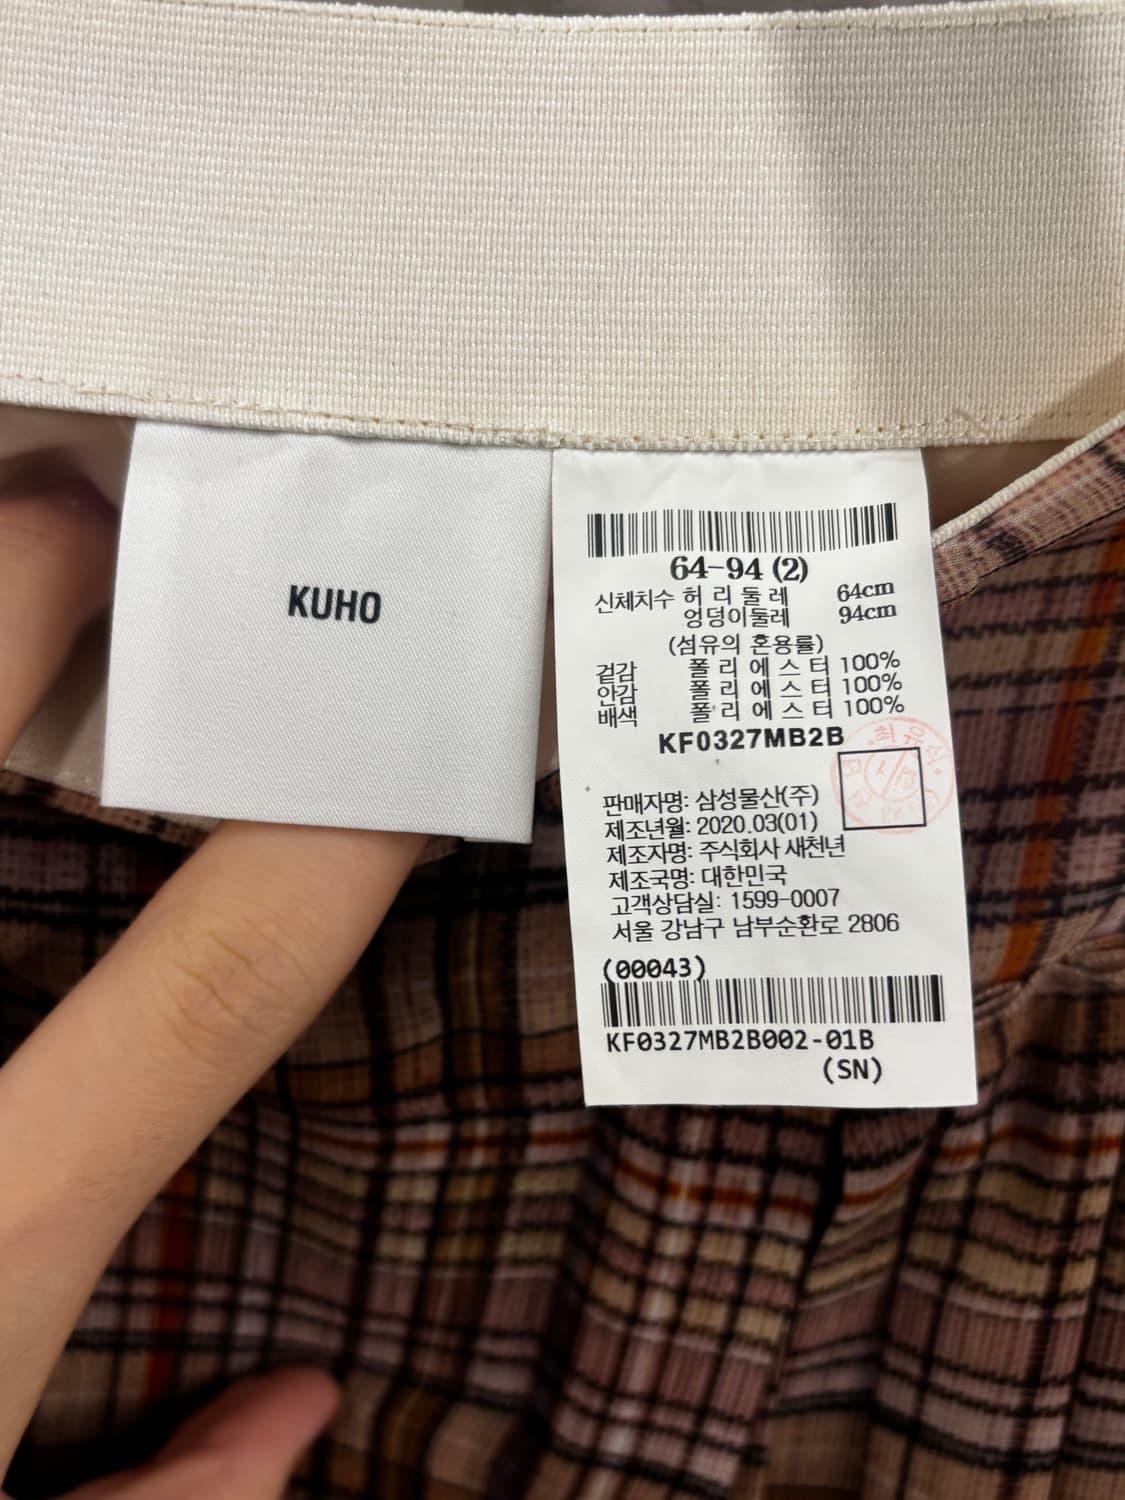 KUHO
64-94 (2)
신체치수 허리둘레 64cm
엉덩이둘레 94cm
(섬유의 혼용률)
겉감 폴리에스터 100%
안감 폴리에스터 100%
배색 폴리에스터 100%
KF0327MB2B
판매자명: 삼성물산(주)
제조년월: 2020.03(01)
제조자명: 주식회사 새천년
제조국명: 대한민국
고객상담실: 1599-0007
서울 강남구 남부순환로 2806
(00043)
KF0327MB2B002-01B
(SN)